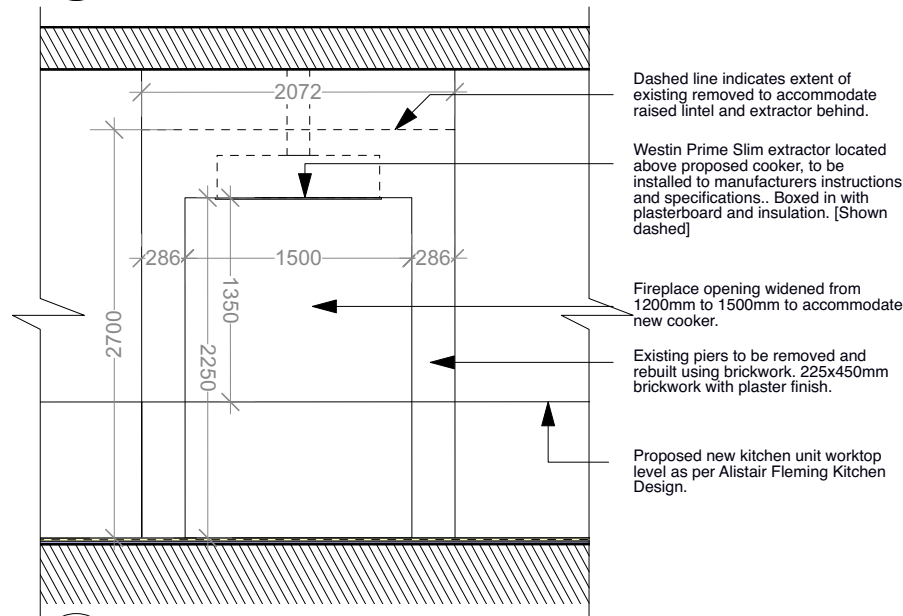 2072
Dashed line indicates extent of
existing removed to accommodate
raised lintel and extractor behind.
Westin Prime Slim extractor located
above proposed cooker, to be
installed to manufacturers instructions
and specifications.. Boxed in with
plasterboard and insulation. [Shown
dashed]
286
1500
286
1350
2700
2250
Fireplace opening widened from
1200mm to 1500mm to accommodate
new cooker.
Existing piers to be removed and
rebuilt using brickwork. 225x450mm
brickwork with plaster finish.
Proposed new kitchen unit worktop
level as per Alistair Fleming Kitchen
Design.